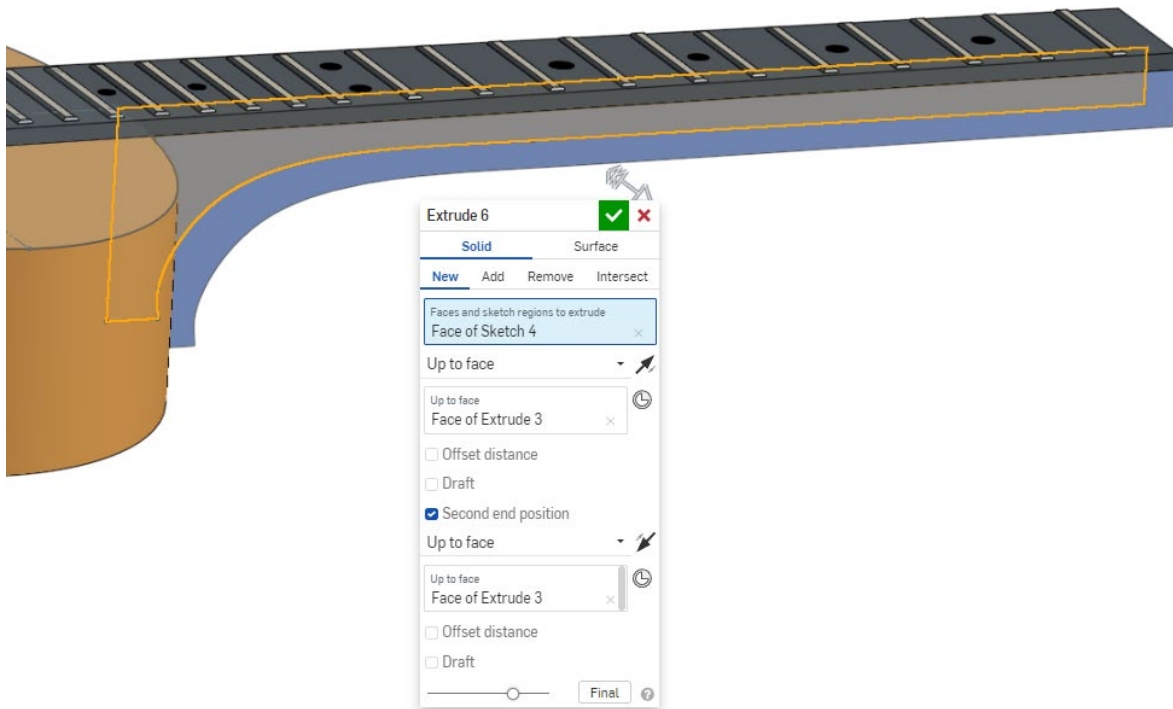 Extrude 6
Solid Surface
New Add Remove Intersect
Faces and sketch regions to extrude
Face of Sketch 4
Up to face
Up to face
Face of Extrude 3
Offset distance
Draft
Second end position
Up to face
Up to face
Face of Extrude 3
Offset distance
Draft
Final